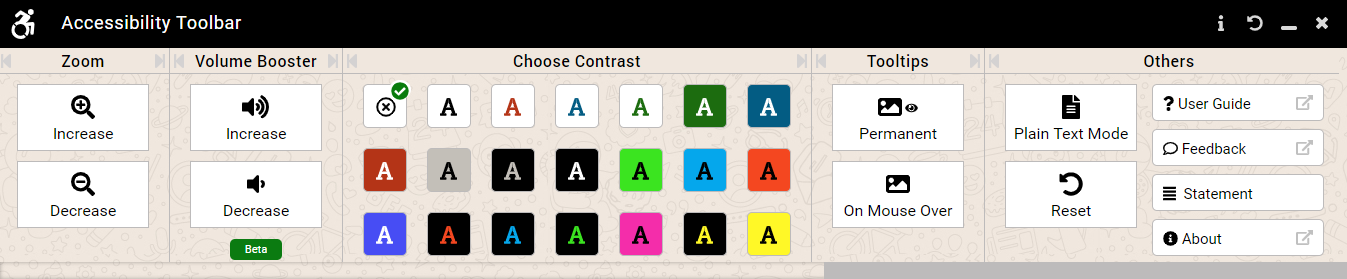 Accessibility Toolbar
Zoom
Increase
Decrease
Volume Booster
Increase
Decrease
Beta
Choose Contrast
A A A A A A
A A A A A A A
A A A A A A A
Tooltips
Permanent
On Mouse Over
Others
Plain Text Mode
Reset
? User Guide
Feedback
Statement
About